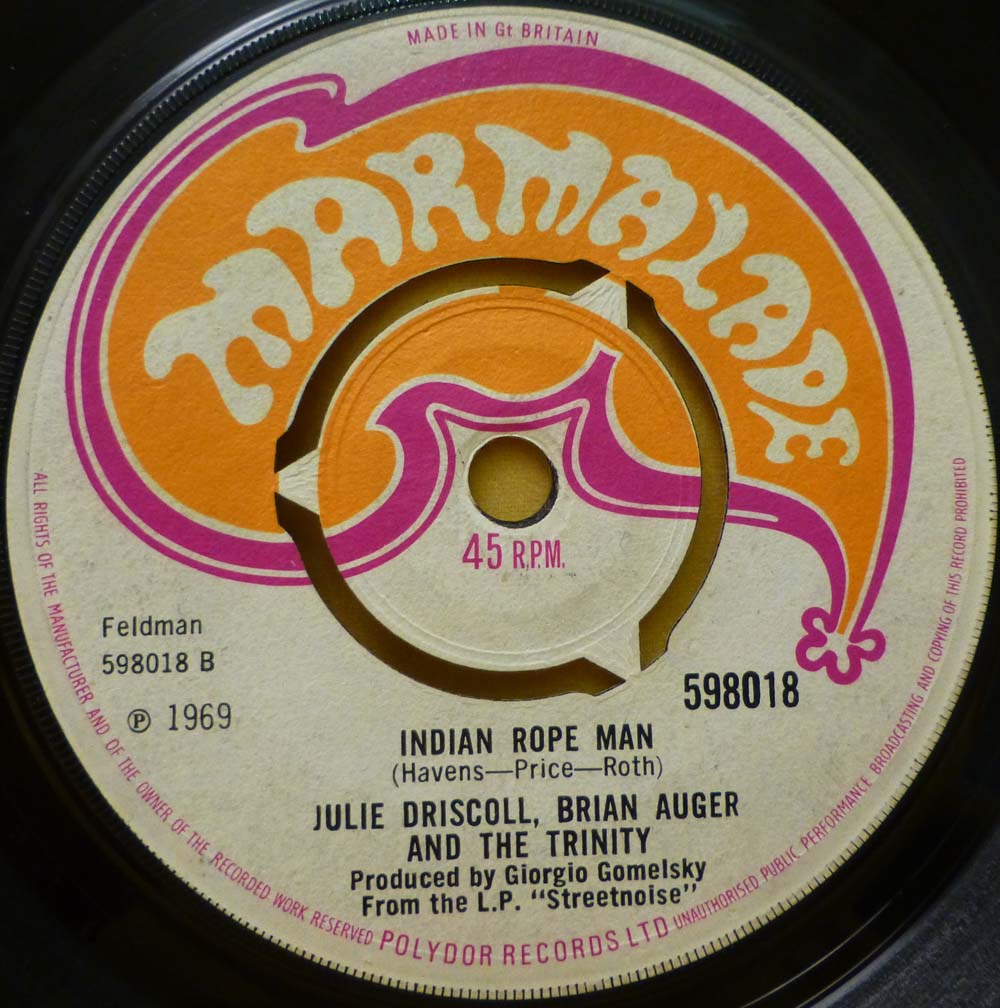 MADE IN Gt BRITAIN
MARMALADE
45 R.P.M.
Feldman
598018 B
℗ 1969
598018
INDIAN ROPE MAN
(Havens—Price—Roth)
JULIE DRISCOLL, BRIAN AUGER
AND THE TRINITY
Produced by Giorgio Gomelsky
From the L.P. "Streetnoise"
ALL RIGHTS OF THE MANUFACTURER AND OF THE OWNER OF THE RECORDED WORK RESERVED POLYDOR RECORDS LTD UNAUTHORISED PUBLIC PERFORMANCE BROADCASTING AND COPYING OF THIS RECORD PROHIBITED